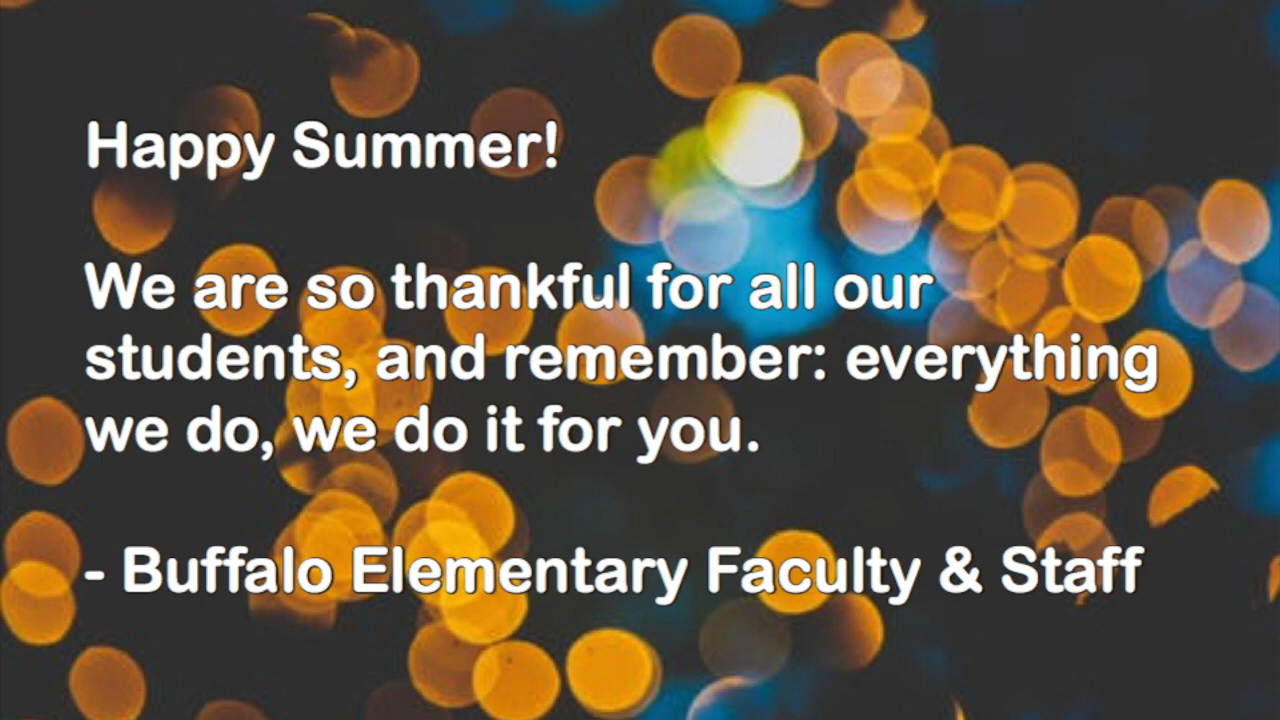 Happy Summer!
We are so thankful for all our
students, and remember: everything
we do, we do it for you.
- Buffalo Elementary Faculty & Staff